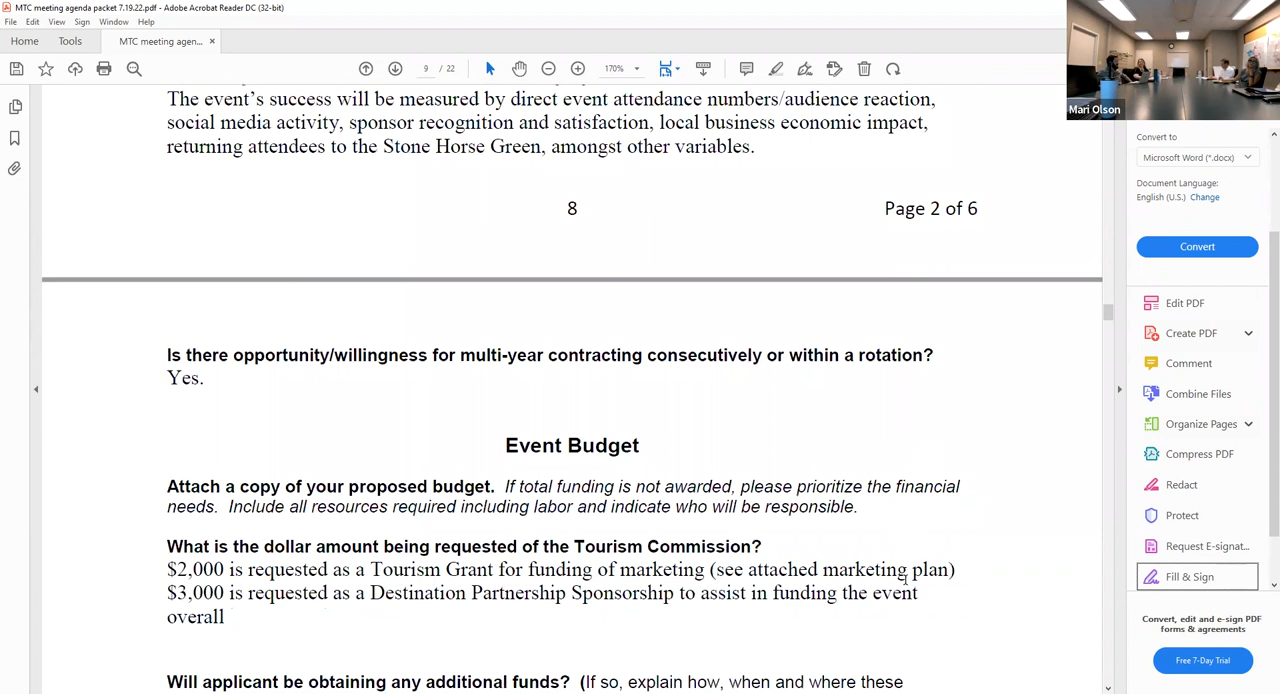 MTC meeting agenda packet 7.19.22.pdf - Adobe Acrobat Reader DC (32-bit)
File Edit View Sign Window Help
Home Tools MTC meeting agen... ×
9 / 22 170%
The event's success will be measured by direct event attendance numbers/audience reaction,
social media activity, sponsor recognition and satisfaction, local business economic impact,
returning attendees to the Stone Horse Green, amongst other variables.
8 Page 2 of 6
Is there opportunity/willingness for multi-year contracting consecutively or within a rotation?
Yes.
Event Budget
Attach a copy of your proposed budget. If total funding is not awarded, please prioritize the financial
needs. Include all resources required including labor and indicate who will be responsible.
What is the dollar amount being requested of the Tourism Commission?
$2,000 is requested as a Tourism Grant for funding of marketing (see attached marketing plan)
$3,000 is requested as a Destination Partnership Sponsorship to assist in funding the event
overall
Will applicant be obtaining any additional funds? (If so, explain how, when and where these
Mari Olson
Convert to
Microsoft Word (*.docx)
Document Language:
English (U.S.) Change
Convert
Edit PDF
Create PDF
Comment
Combine Files
Organize Pages
Compress PDF
Redact
Protect
Request E-signat...
Fill & Sign
Convert, edit and e-sign PDF
forms & agreements
Free 7-Day Trial